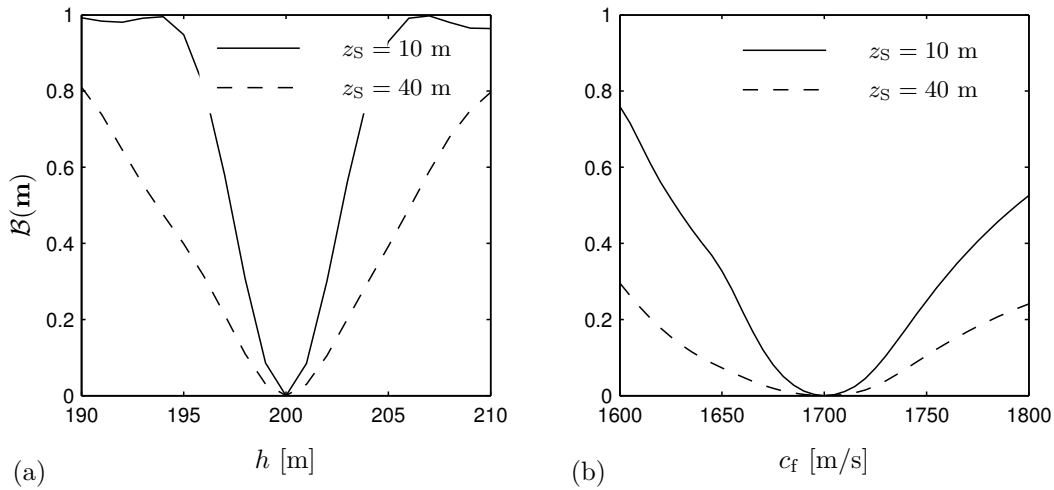 1
0.8
0.6
0.4
0.2
0
190 195 200 205 210
ℬ(𝐦)
h [m]
(a)
z_S = 10 m
z_S = 40 m
1
0.8
0.6
0.4
0.2
0
1600 1650 1700 1750 1800
c_f [m/s]
(b)
z_S = 10 m
z_S = 40 m